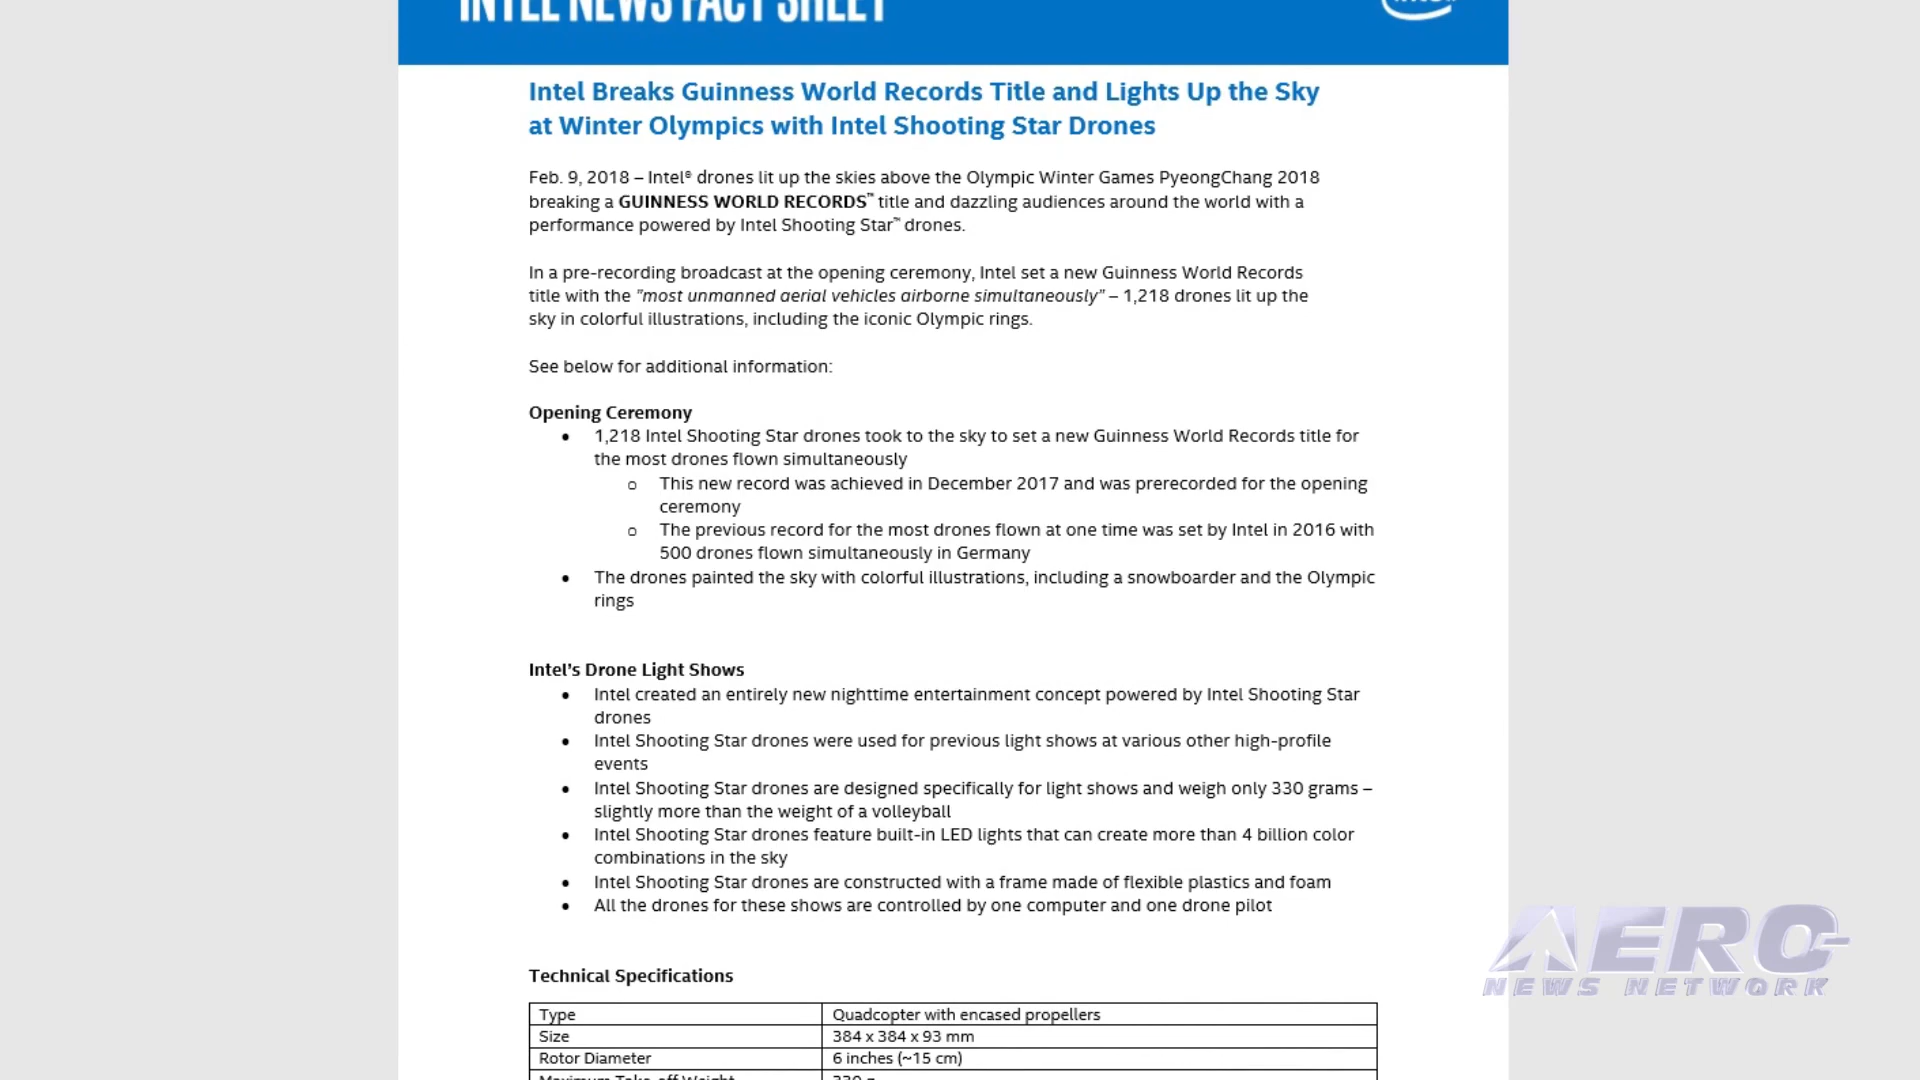 INTEL NEWS FACT SHEET
Intel Breaks Guinness World Records Title and Lights Up the Sky
at Winter Olympics with Intel Shooting Star Drones
Feb. 9, 2018 – Intel® drones lit up the skies above the Olympic Winter Games PyeongChang 2018
breaking a GUINNESS WORLD RECORDS™ title and dazzling audiences around the world with a
performance powered by Intel Shooting Star™ drones.
In a pre-recording broadcast at the opening ceremony, Intel set a new Guinness World Records
title with the "most unmanned aerial vehicles airborne simultaneously" – 1,218 drones lit up the
sky in colorful illustrations, including the iconic Olympic rings.
See below for additional information:
Opening Ceremony
• 1,218 Intel Shooting Star drones took to the sky to set a new Guinness World Records title for
the most drones flown simultaneously
o This new record was achieved in December 2017 and was prerecorded for the opening
ceremony
o The previous record for the most drones flown at one time was set by Intel in 2016 with
500 drones flown simultaneously in Germany
• The drones painted the sky with colorful illustrations, including a snowboarder and the Olympic
rings
Intel's Drone Light Shows
• Intel created an entirely new nighttime entertainment concept powered by Intel Shooting Star
drones
• Intel Shooting Star drones were used for previous light shows at various other high-profile
events
• Intel Shooting Star drones are designed specifically for light shows and weigh only 330 grams –
slightly more than the weight of a volleyball
• Intel Shooting Star drones feature built-in LED lights that can create more than 4 billion color
combinations in the sky
• Intel Shooting Star drones are constructed with a frame made of flexible plastics and foam
• All the drones for these shows are controlled by one computer and one drone pilot
Technical Specifications
Type Quadcopter with encased propellers
Size 384 x 384 x 93 mm
Rotor Diameter 6 inches (~15 cm)
Maximum Take-off Weight 330 g
AERO-
NEWS NETWORK